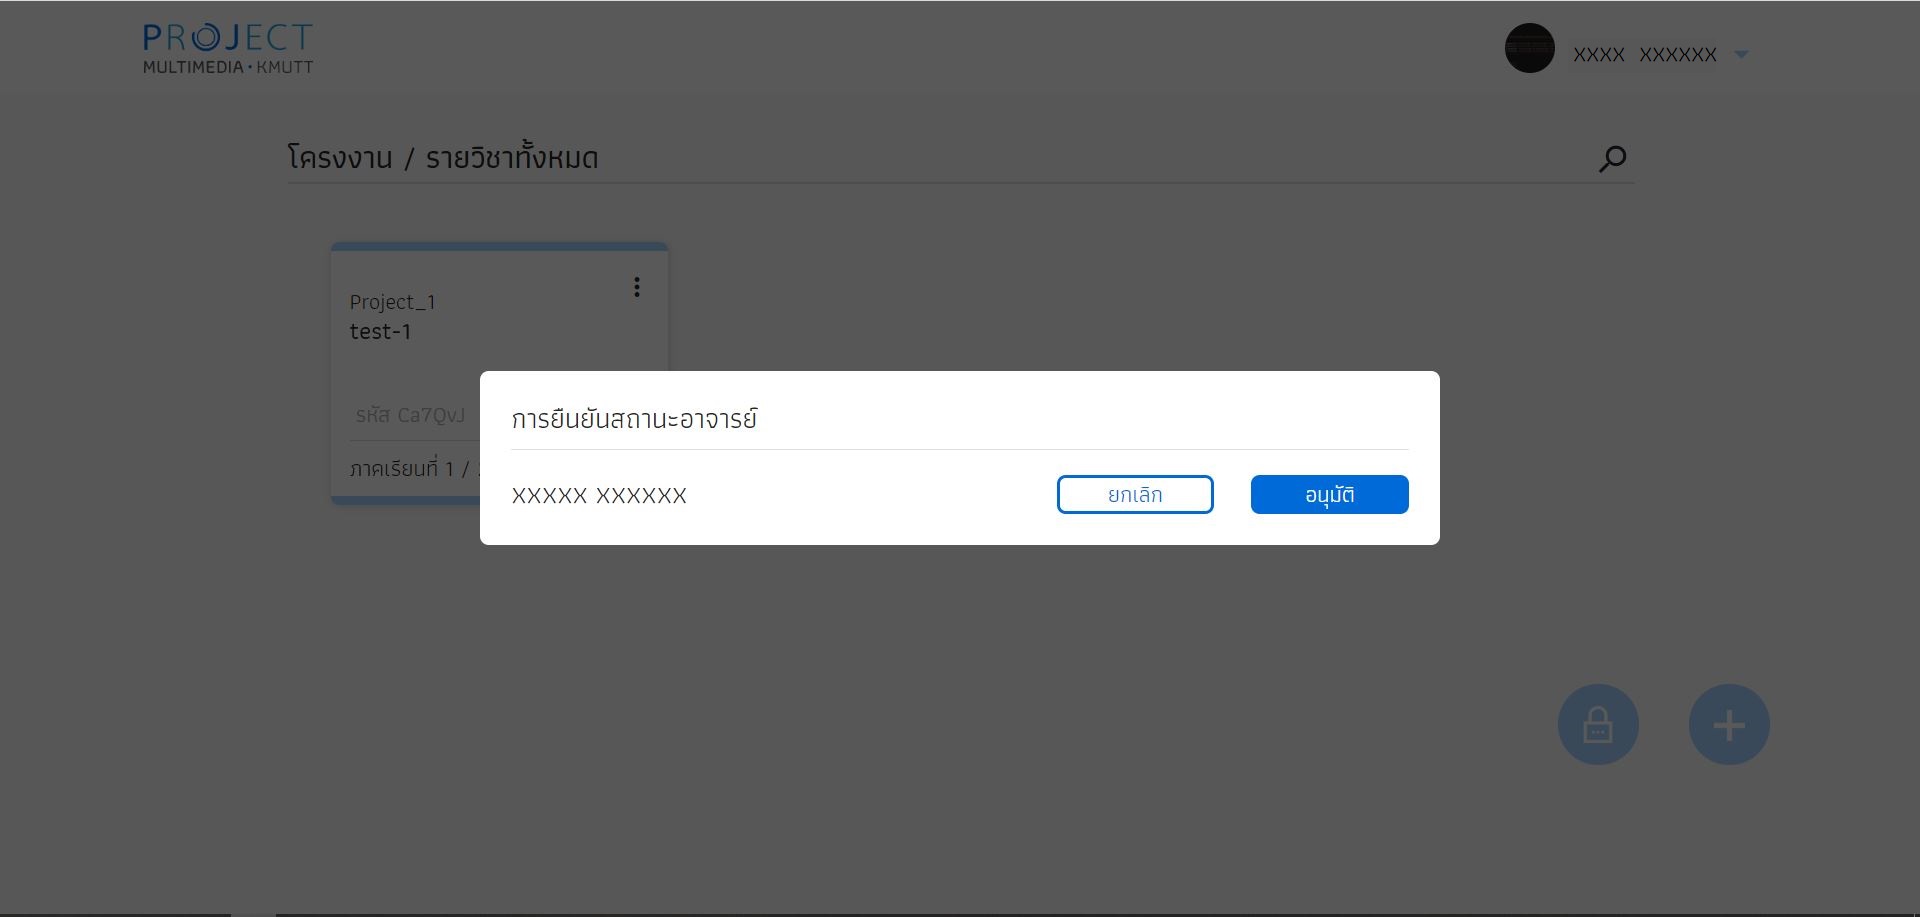 PROJECT
MULTIMEDIA • KMUTT
XXXX XXXXXX
โครงงาน / รายวิชาทั้งหมด
Project_1
test-1
รหัส Ca7QvJ
ภาคเรียนที่ 1 /
การยืนยันสถานะอาจารย์
XXXXX XXXXXX
ยกเลิก
อนุมัติ